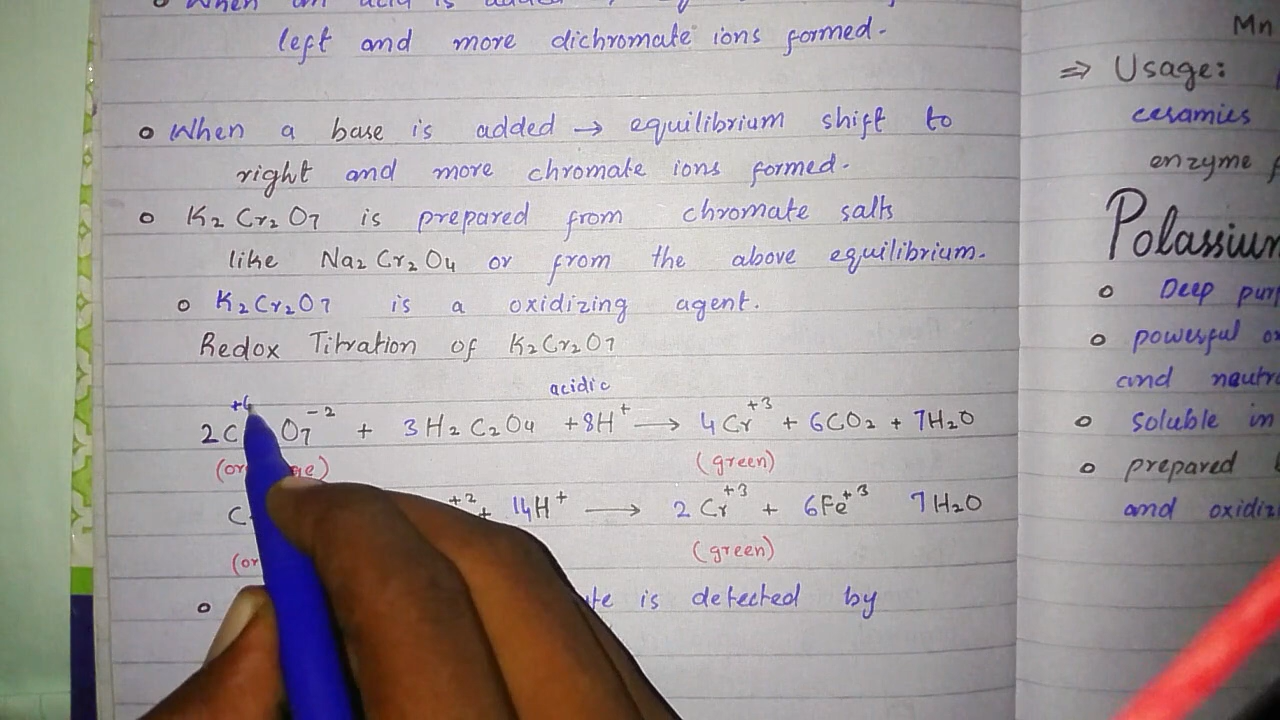 left and more dichromate ions formed.
o When a base is added → equilibrium shift to
right and more chromate ions formed.
o K2Cr2O7 is prepared from chromate salts
like Na2Cr2O4 or from the above equilibrium.
o K2Cr2O7 is a oxidizing agent.
Redox Titration of K2Cr2O7
acidic
+6
2C O7 -2 + 3H2C2O4 + 8H+ → 4Cr+3 + 6CO2 + 7H2O
(green)
+2 + 14H+ → 2Cr+3 + 6Fe+3 7H2O
(green)
o is detected by
Mn
⇒ Usage:
ceramics
enzyme
o Deep
o powerful
and
o soluble in
o prepared
and